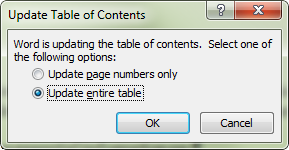 Update Table of Contents
Word is updating the table of contents.  Select one of
the following options:
Update page numbers only
Update entire table
OK
Cancel